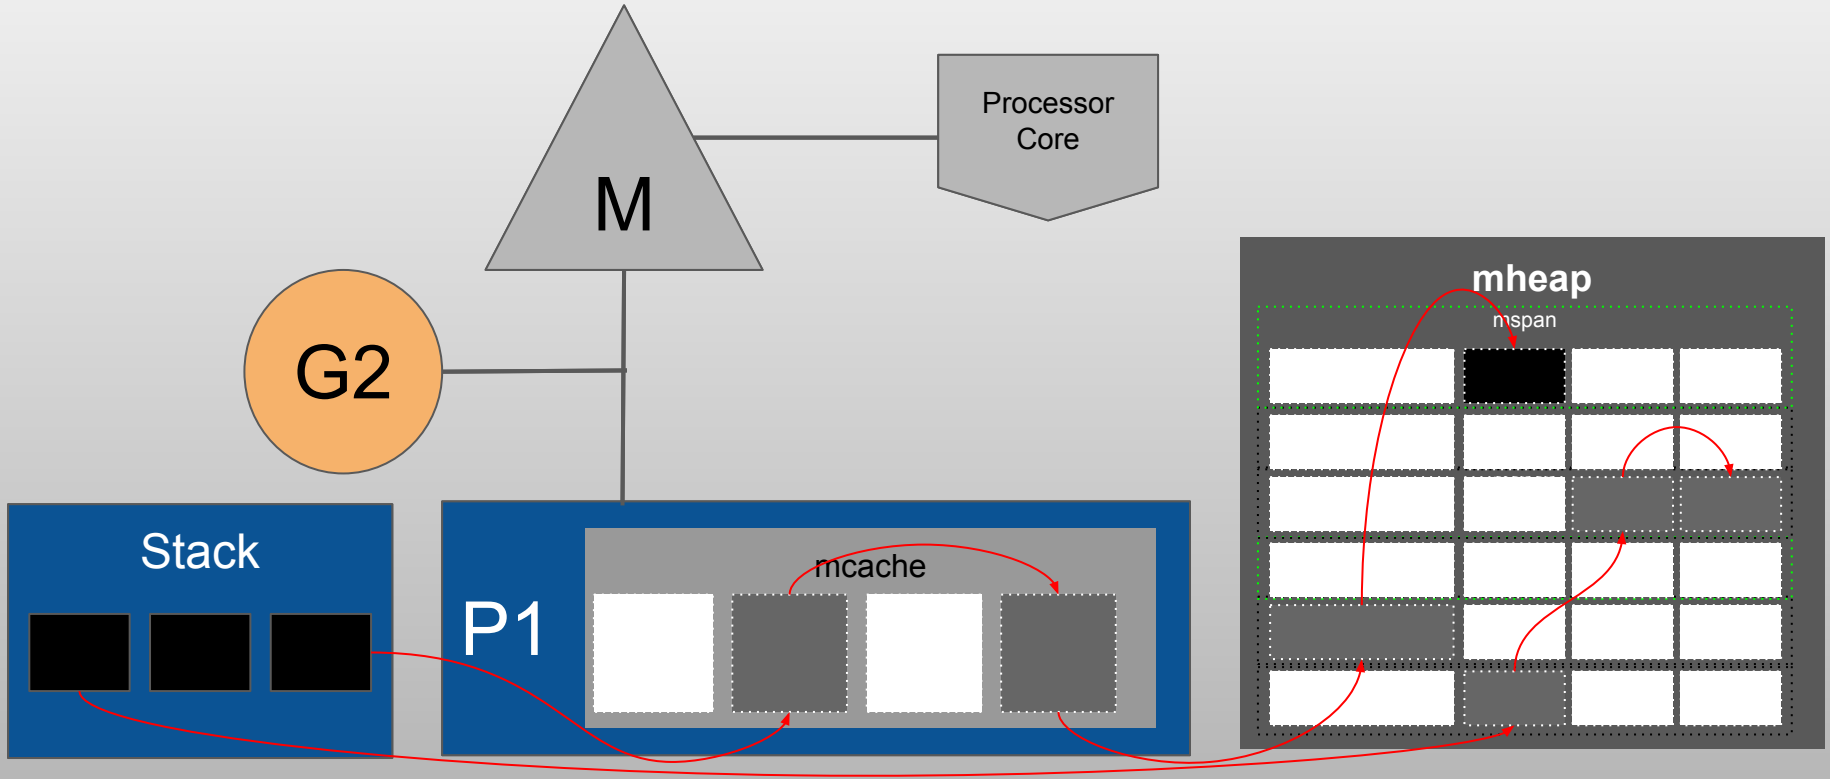 Processor
Core
M
mheap
mspan
G2
Stack
mcache
P1